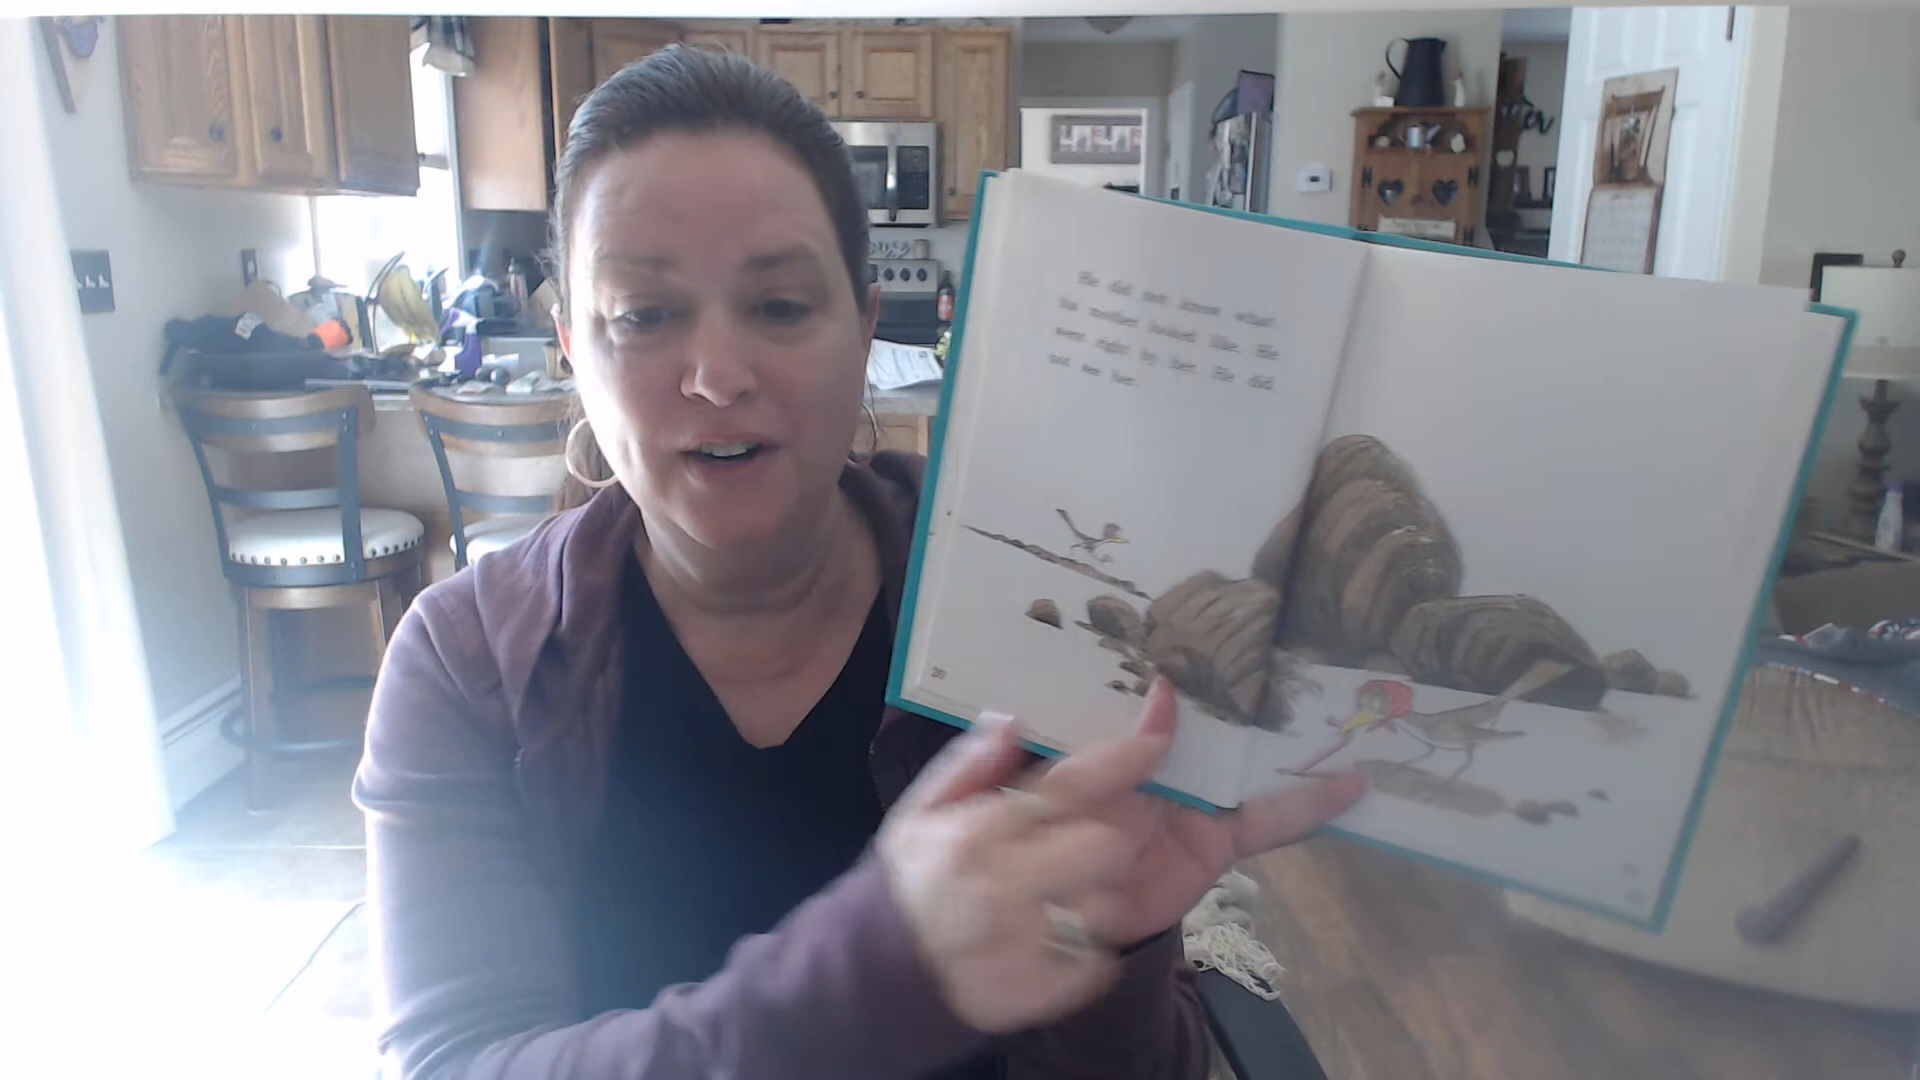 He did not know what
his mother looked like. He
went right by her. He did
not see her.
20